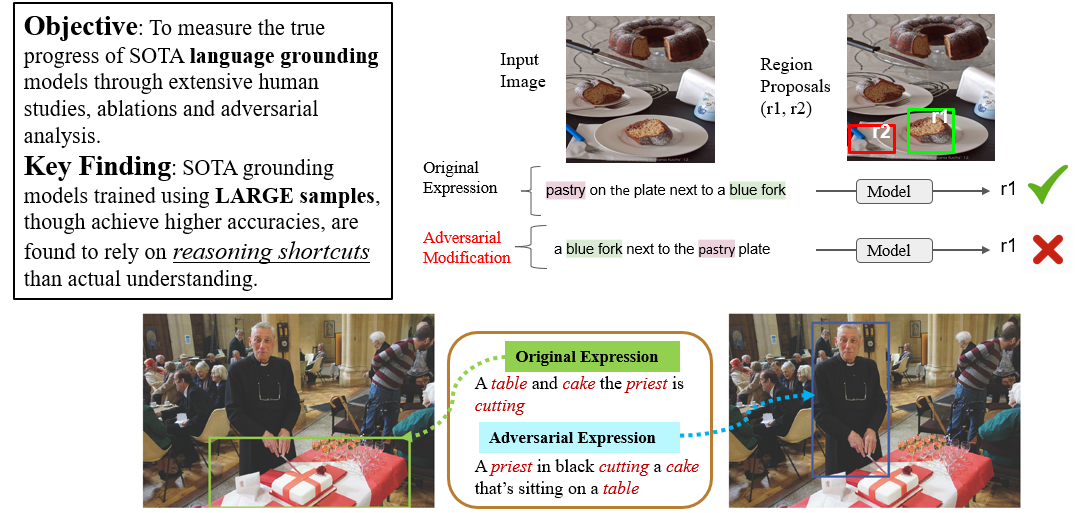 Objective: To measure the true
progress of SOTA language grounding
models through extensive human
studies, ablations and adversarial
analysis.
Key Finding: SOTA grounding
models trained using LARGE samples,
though achieve higher accuracies, are
found to rely on reasoning shortcuts
than actual understanding.
Input
Image
Region
Proposals
(r1, r2)
r1
r2
Original
Expression
pastry on the plate next to a blue fork
Model
r1
Adversarial
Modification
a blue fork next to the pastry plate
Model
r1
Original Expression
A table and cake the priest is
cutting
Adversarial Expression
A priest in black cutting a cake
that's sitting on a table